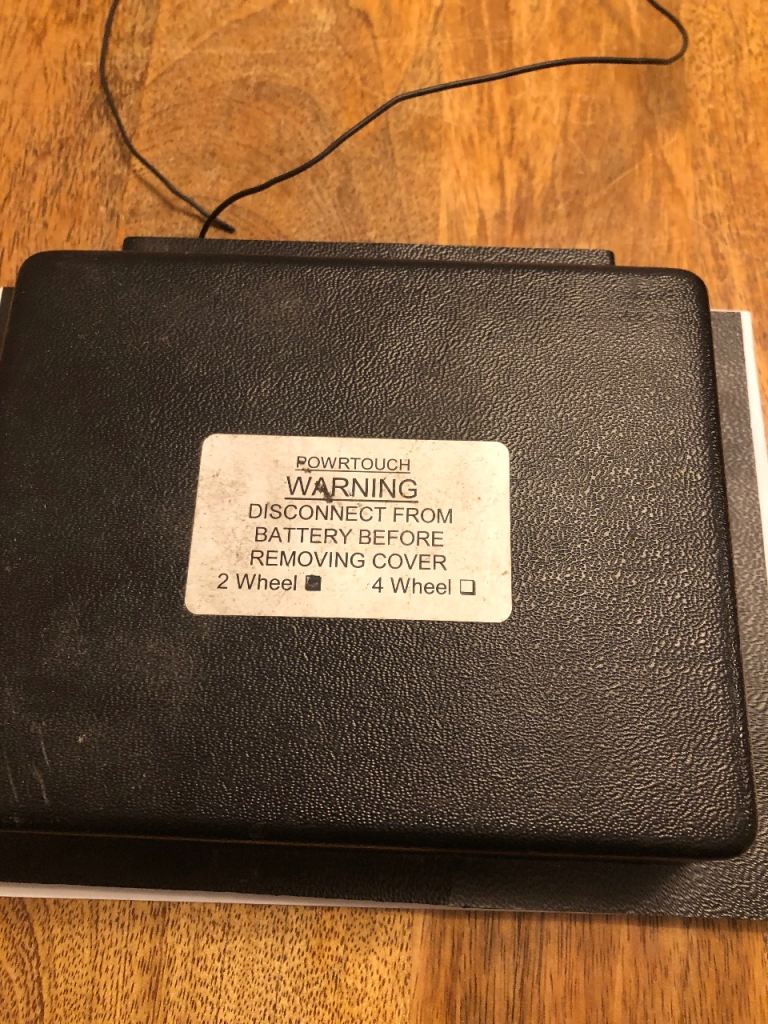 POWRTOUCH
WARNING
DISCONNECT FROM
BATTERY BEFORE
REMOVING COVER
2 Wheel ■ 4 Wheel ❑